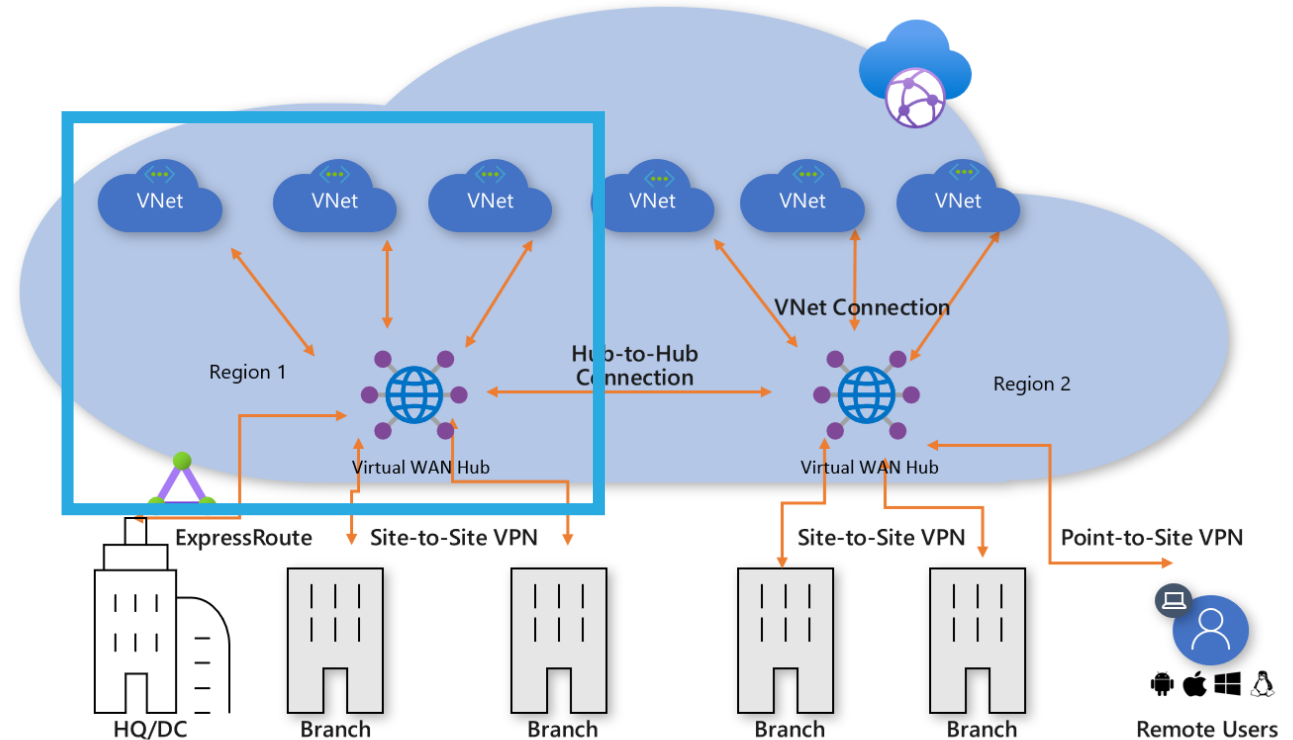 VNet
VNet
VNet
VNet
VNet
VNet
VNet Connection
Hub-to-Hub
Connection
Region 1
Region 2
Virtual WAN Hub
Virtual WAN Hub
ExpressRoute
Site-to-Site VPN
Site-to-Site VPN
Point-to-Site VPN
HQ/DC
Branch
Branch
Branch
Branch
Remote Users